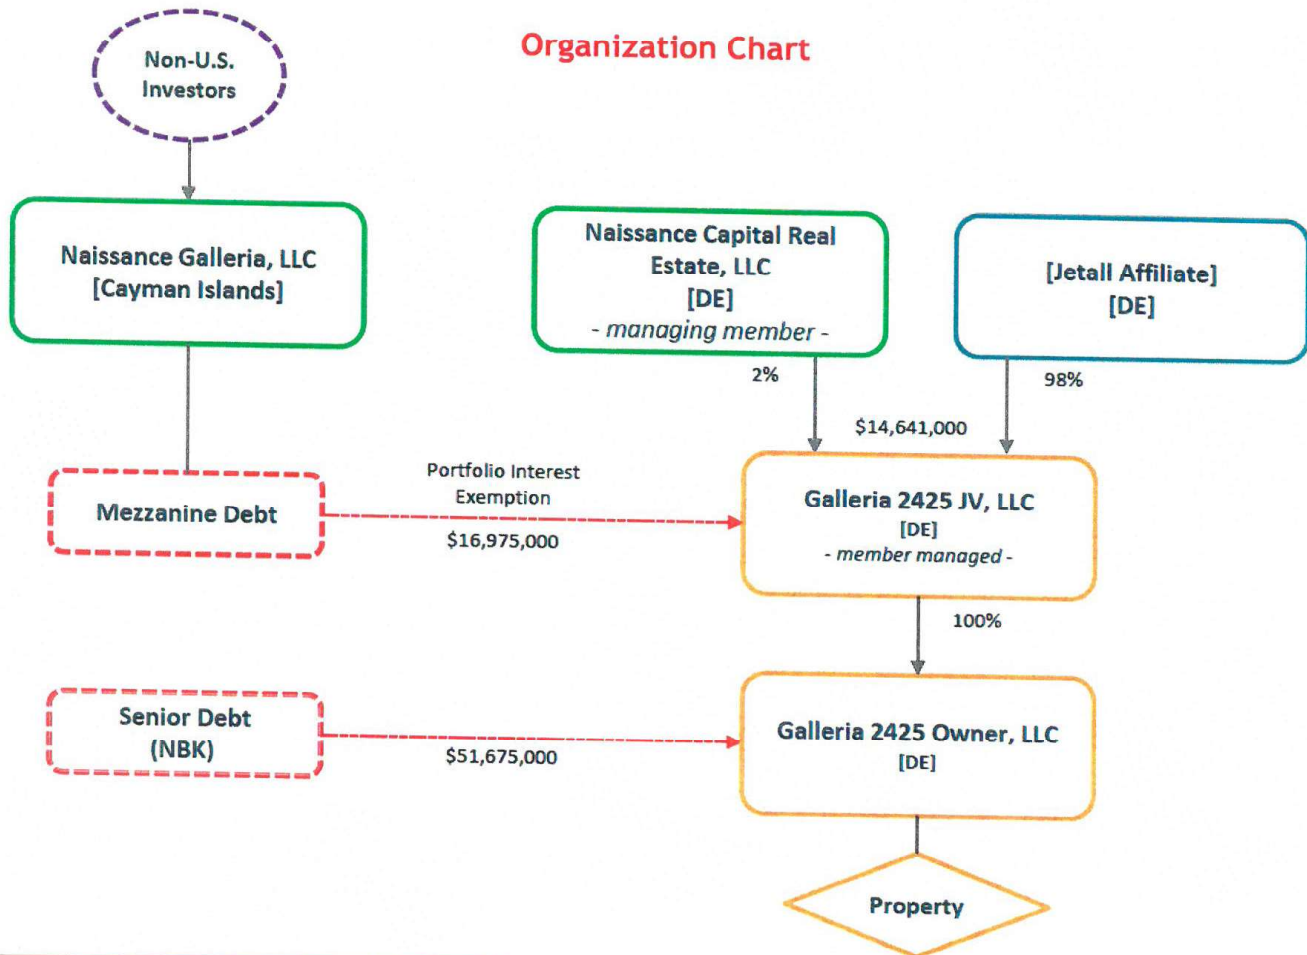 Organization Chart
Non-U.S.
Investors
Naissance Galleria, LLC
[Cayman Islands]
Naissance Capital Real
Estate, LLC
[DE]
- managing member -
[Jetall Affiliate]
[DE]
2%
98%
$14,641,000
Mezzanine Debt
Portfolio Interest
Exemption
$16,975,000
Galleria 2425 JV, LLC
[DE]
- member managed -
100%
Senior Debt
(NBK)
$51,675,000
Galleria 2425 Owner, LLC
[DE]
Property